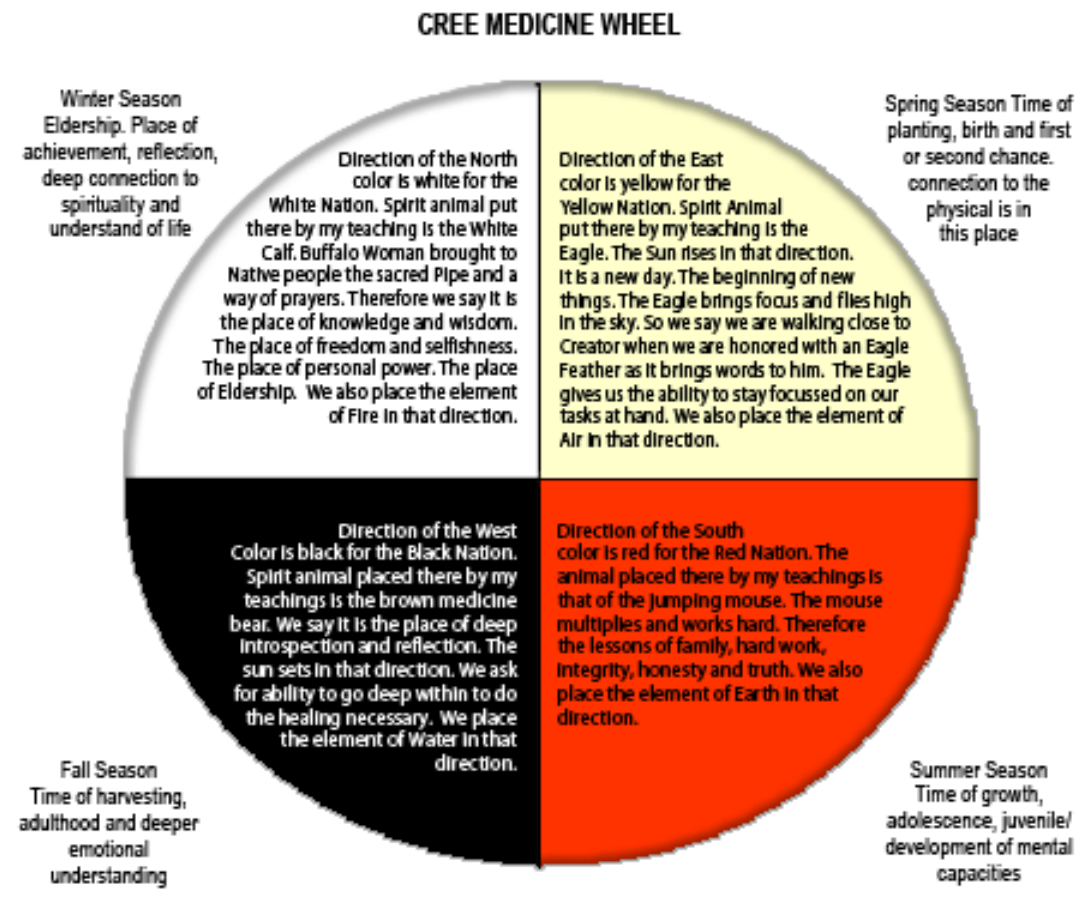 CREE MEDICINE WHEEL
Winter Season
Eldership. Place of
achievement, reflection,
deep connection to
spirituality and
understand of life
Direction of the North
color is white for the
White Nation. Spirit animal put
there by my teaching is the White
Calf. Buffalo Woman brought to
Native people the sacred Pipe and a
way of prayers. Therefore we say it is
the place of knowledge and wisdom.
The place of freedom and selfishness.
The place of personal power. The place
of Eldership. We also place the element
of Fire in that direction.
Direction of the East
color is yellow for the
Yellow Nation. Spirit Animal
put there by my teaching is the
Eagle. The Sun rises in that direction.
It is a new day. The beginning of new
things. The Eagle brings focus and flies high
in the sky. So we say we are walking close to
Creator when we are honored with an Eagle
Feather as it brings words to him. The Eagle
gives us the ability to stay focussed on our
tasks at hand. We also place the element of
Air in that direction.
Spring Season Time of
planting, birth and first
or second chance.
connection to the
physical is in
this place
Direction of the West
Color is black for the Black Nation.
Spirit animal placed there by my
teachings is the brown medicine
bear. We say it is the place of deep
introspection and reflection. The
sun sets in that direction. We ask
for ability to go deep within to do
the healing necessary. We place
the element of Water in that
direction.
Direction of the South
color is red for the Red Nation. The
animal placed there by my teachings is
that of the jumping mouse. The mouse
multiplies and works hard. Therefore
the lessons of family, hard work,
integrity, honesty and truth. We also
place the element of Earth in that
direction.
Fall Season
Time of harvesting,
adulthood and deeper
emotional
understanding
Summer Season
Time of growth,
adolescence, juvenile/
development of mental
capacities